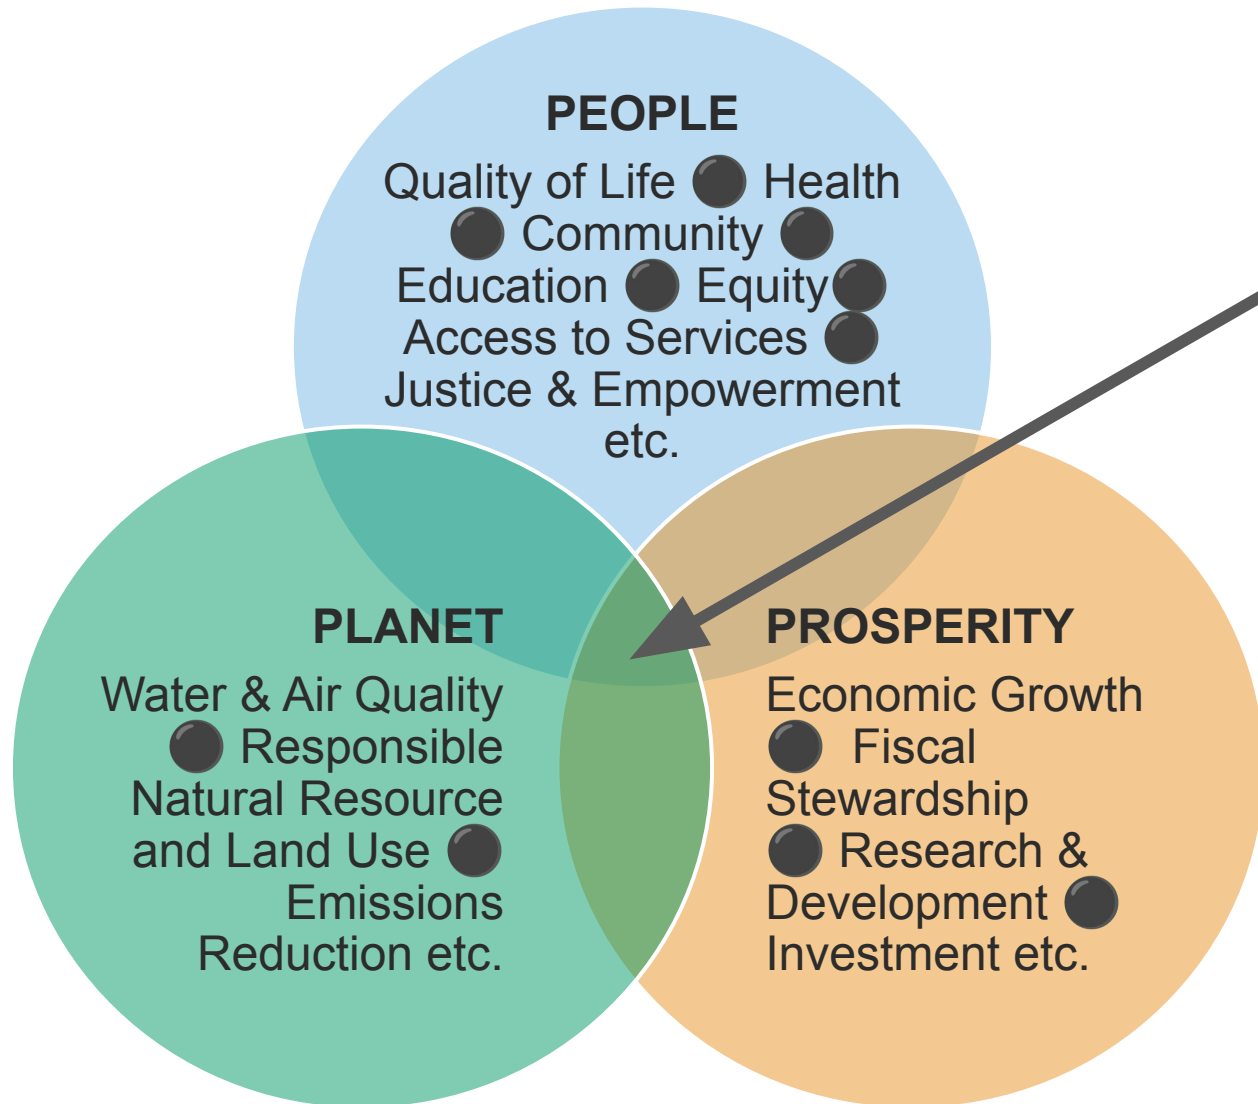 PEOPLE
Quality of Life ⚫ Health
⚫ Community ⚫
Education ⚫ Equity⚫
Access to Services ⚫
Justice & Empowerment
etc.
PLANET
Water & Air Quality
⚫ Responsible
Natural Resource
and Land Use ⚫
Emissions
Reduction etc.
PROSPERITY
Economic Growth
⚫ Fiscal
Stewardship
⚫ Research &
Development ⚫
Investment etc.